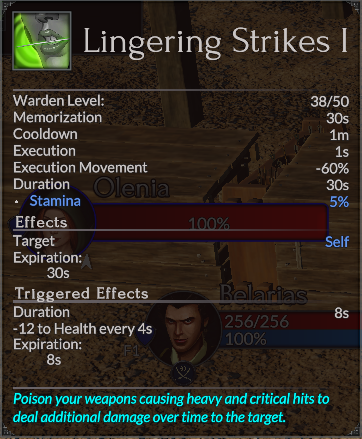 Lingering Strikes I
Warden Level: 38/50
Memorization 30s
Cooldown 1m
Execution 1s
Execution Movement -60%
Duration 30s
· Stamina 5%
Olenia
Effects 100%
Target Self
Expiration:
30s
Triggered Effects Belarias
Duration 8s
-12 to Health every 4s 256/256
Expiration: 100%
8s F1
Poison your weapons causing heavy and critical hits to
deal additional damage over time to the target.